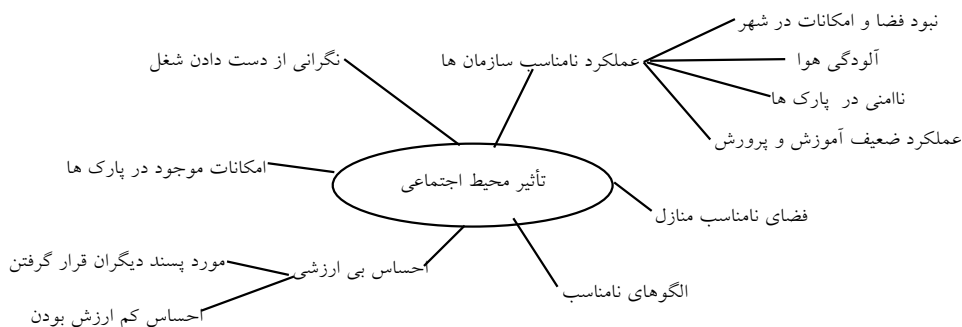 نبود فضا و امکانات در شهر
نگرانی از دست دادن شغل
عملکرد نامناسب سازمان ها
آلودگی هوا
ناامنی در پارک ها
عملکرد ضعیف آموزش و پرورش
امکانات موجود در پارک ها
تأثیر محیط اجتماعی
فضای نامناسب منازل
مورد پسند دیگران قرار گرفتن
احساس بی ارزشی
الگوهای نامناسب
احساس کم ارزش بودن